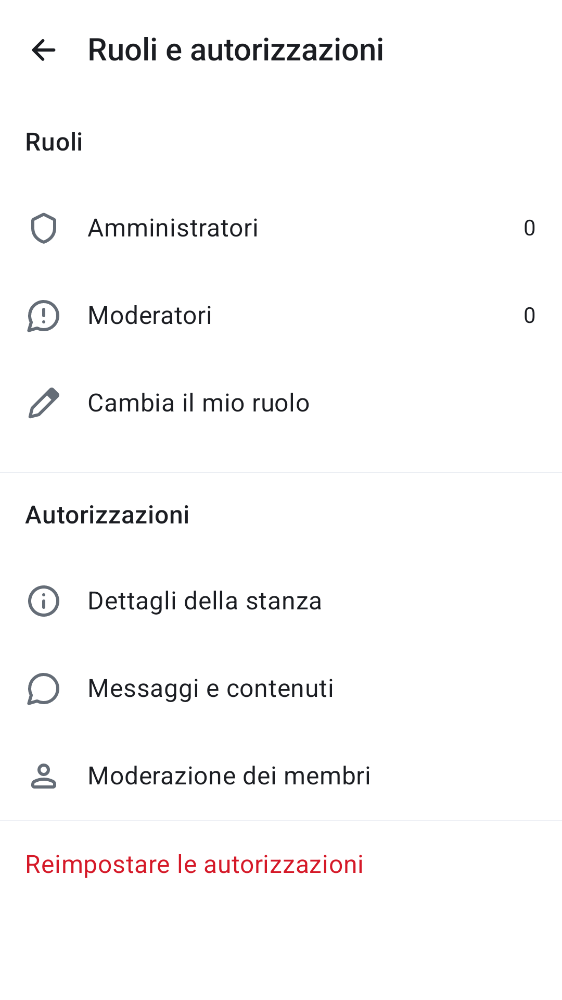 Ruoli e autorizzazioni
Ruoli
Amministratori 0
Moderatori 0
Cambia il mio ruolo
Autorizzazioni
Dettagli della stanza
Messaggi e contenuti
Moderazione dei membri
Reimpostare le autorizzazioni